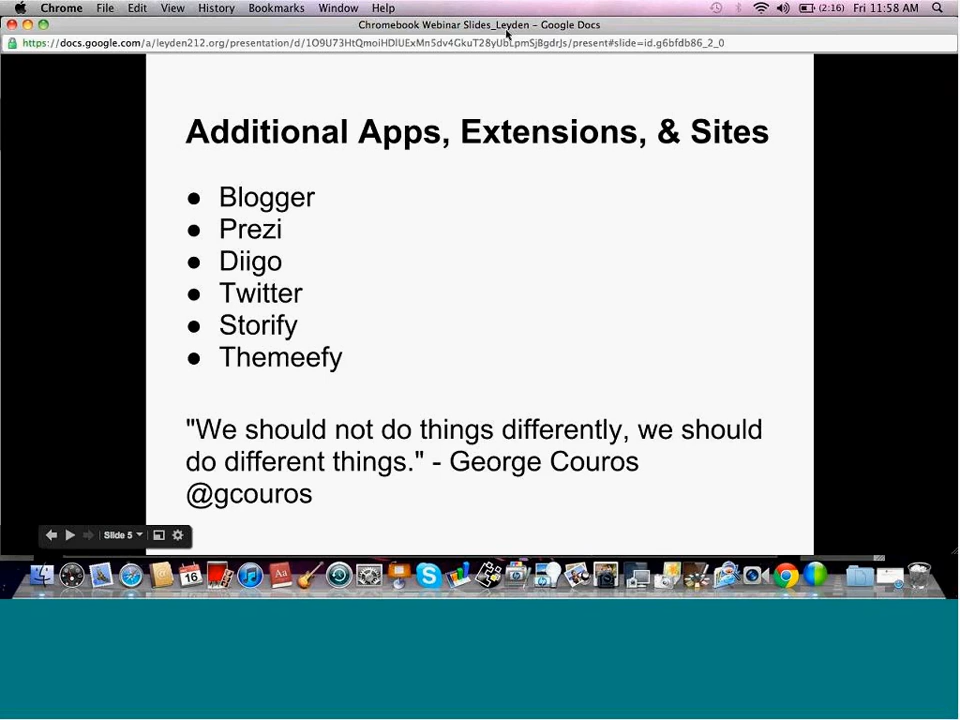 Chrome File Edit View History Bookmarks Window Help (2:16) Fri 11:58 AM
Chromebook Webinar Slides_Leyden - Google Docs
Additional Apps, Extensions, & Sites
● Blogger
● Prezi
● Diigo
● Twitter
● Storify
● Themeefy
"We should not do things differently, we should
do different things." - George Couros
@gcouros
Slide 5
16
Aa